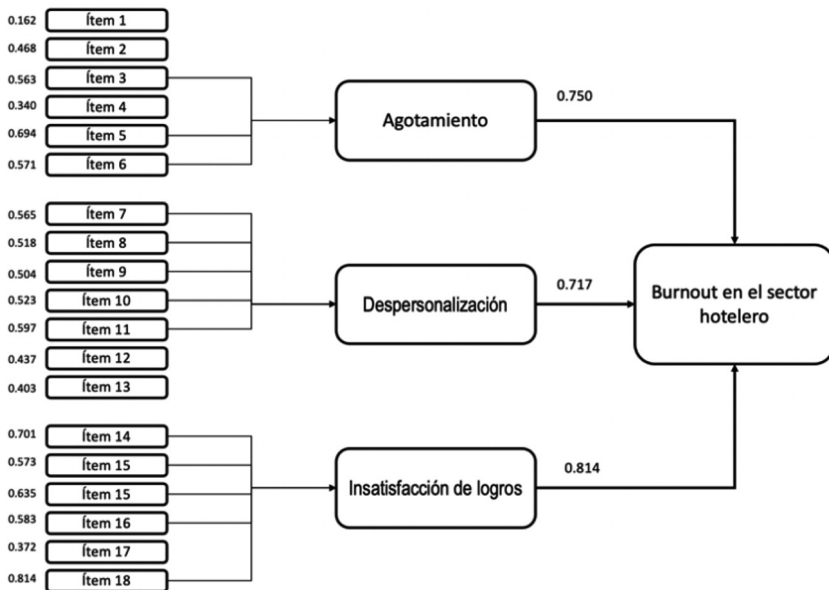 0.162 Ítem 1
0.468 Ítem 2
0.563 Ítem 3
0.340 Ítem 4
0.694 Ítem 5
0.571 Ítem 6
Agotamiento
0.750
0.565 Ítem 7
0.518 Ítem 8
0.504 Ítem 9
0.523 Ítem 10
0.597 Ítem 11
0.437 Ítem 12
0.403 Ítem 13
Despersonalización
0.717
Burnout en el sector
hotelero
0.701 Ítem 14
0.573 Ítem 15
0.635 Ítem 15
0.583 Ítem 16
0.372 Ítem 17
0.814 Ítem 18
Insatisfacción de logros
0.814